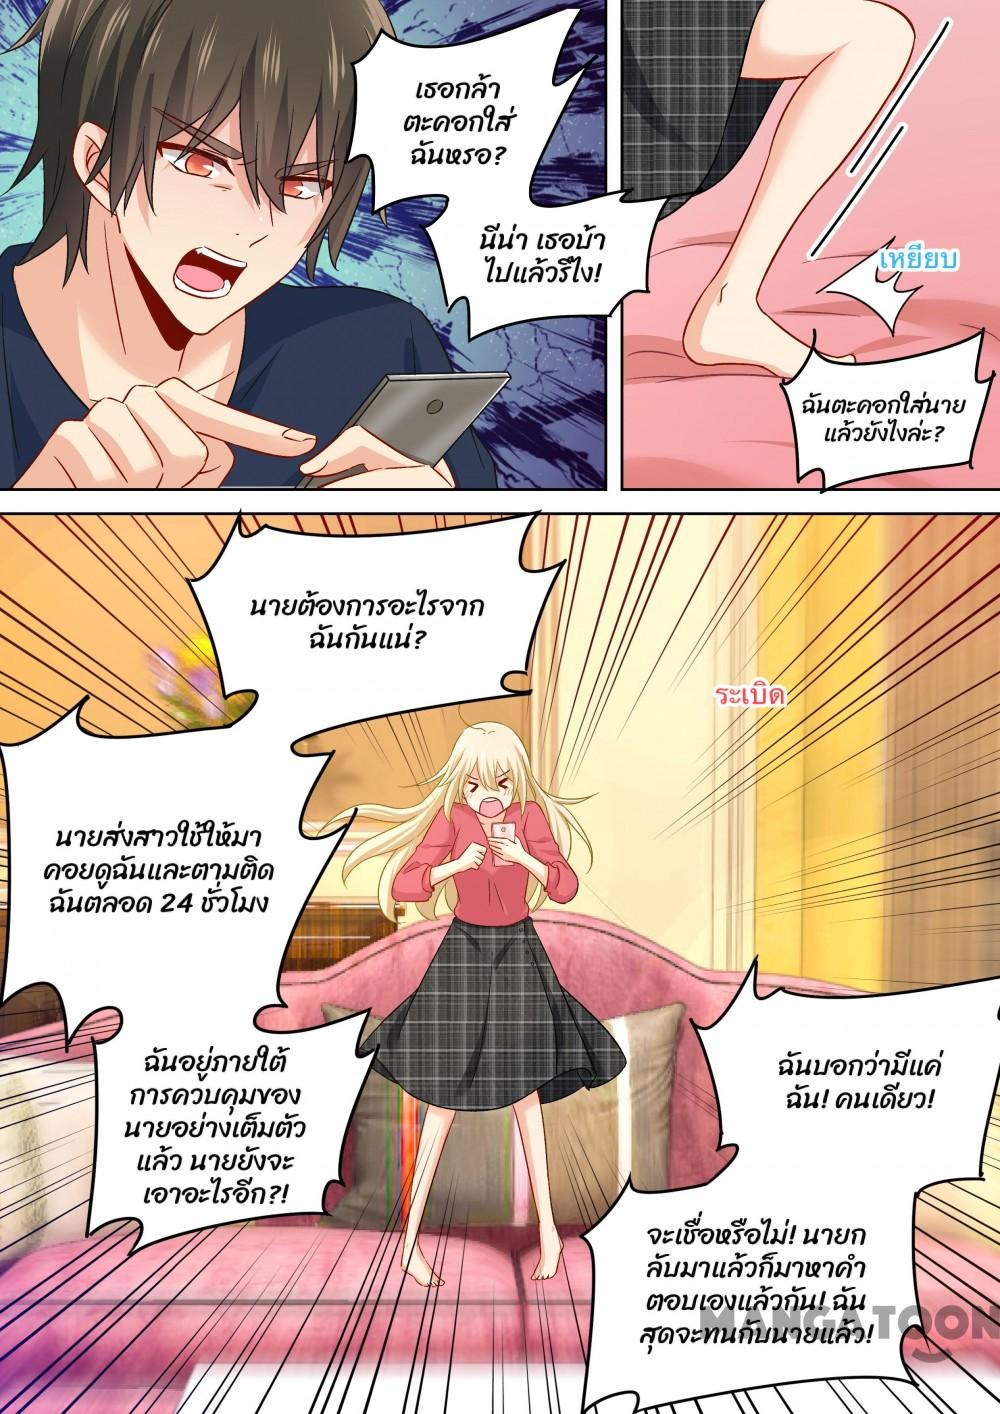 เธอกล้า
ตะคอกใส่
ฉันหรอ?
นีน่า เธอบ้า
ไปแล้วรึไง!
เหยียบ
ฉันตะคอกใส่นาย
แล้วยังไงล่ะ?
นายต้องการอะไรจาก
ฉันกันแน่?
ระเบิด
นายส่งสาวใช้ให้มา
คอยดูฉันและตามติด
ฉันตลอด 24 ชั่วโมง
ฉันอยู่ภายใต้
การควบคุมของ
นายอย่างเต็มตัว
แล้ว นายยังจะ
เอาอะไรอีก?!
ฉันบอกว่ามีแค่
ฉัน! คนเดียว!
จะเชื่อหรือไม่! นายก
ลับมาแล้วก็มาหาคำ
ตอบเองแล้วกัน! ฉัน
สุดจะทนกับนายแล้ว!
MANGATOON